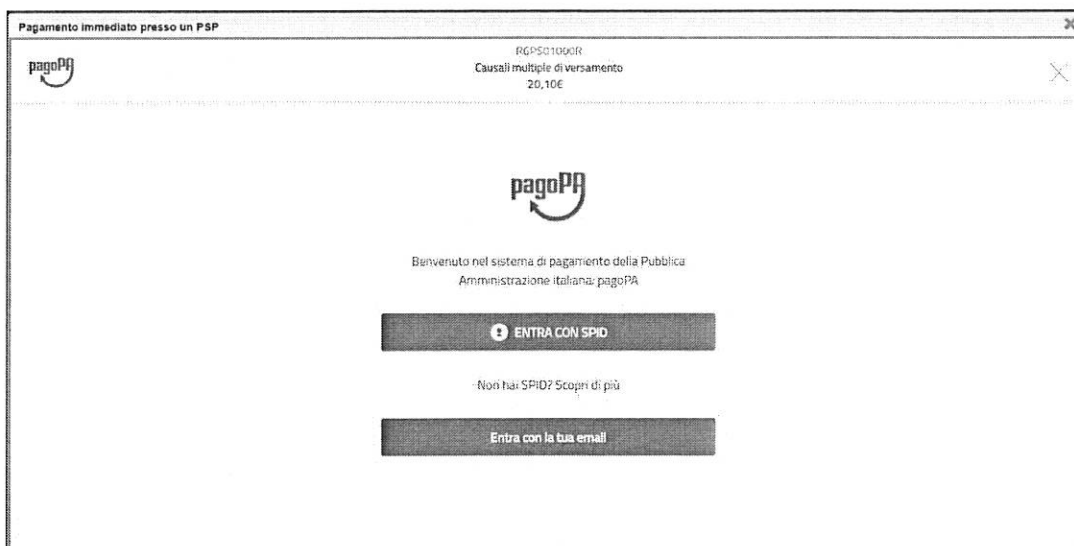 Pagamento immediato presso un PSP
pagoPA
RGPS01000R
Causali multiple di versamento
20,10€
pagoPA
Benvenuto nel sistema di pagamento della Pubblica
Amministrazione italiana: pagoPA
ENTRA CON SPID
Non hai SPID? Scopri di più
Entra con la tua email